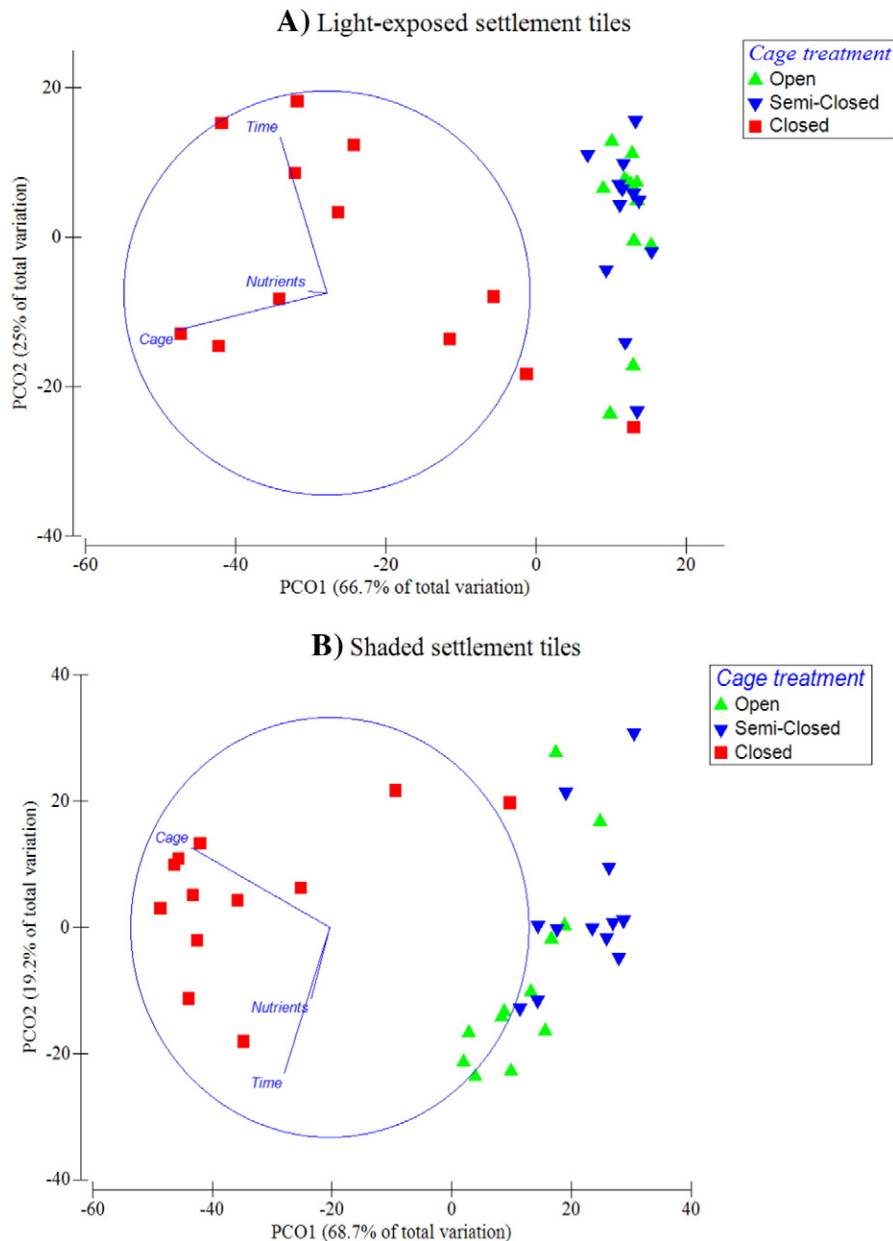 A) Light-exposed settlement tiles
Cage treatment
Open
Semi-Closed
Closed
20
0
-20
-40
PCO2 (25% of total variation)
Time
Nutrients
Cage
-60
-40
-20
0
20
PCO1 (66.7% of total variation)
B) Shaded settlement tiles
Cage treatment
Open
Semi-Closed
Closed
40
20
0
-20
-40
PCO2 (19.2% of total variation)
Cage
Nutrients
Time
-60
-40
-20
0
20
40
PCO1 (68.7% of total variation)